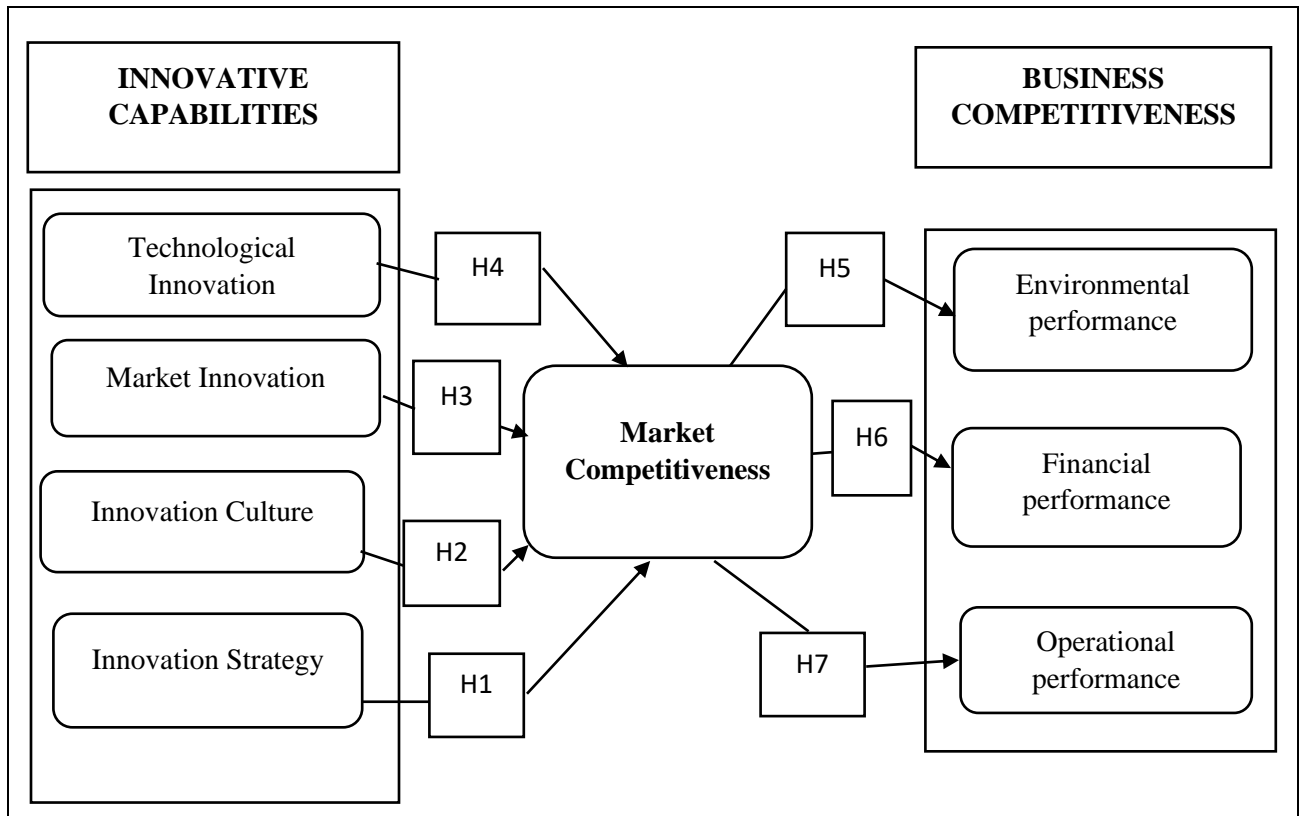 INNOVATIVE
CAPABILITIES
BUSINESS
COMPETITIVENESS
Technological
Innovation
Market Innovation
Innovation Culture
Innovation Strategy
H4
H3
H2
H1
Market
Competitiveness
H5
H6
H7
Environmental
performance
Financial
performance
Operational
performance